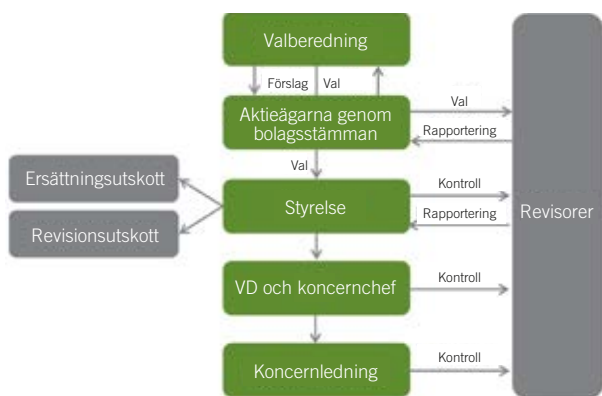 Valberedning
Förslag
Val
Aktieägarna genom
bolagsstämman
Val
Rapportering
Val
Ersättningsutskott
Revisionsutskott
Styrelse
Kontroll
Rapportering
Revisorer
VD och koncernchef
Kontroll
Koncernledning
Kontroll